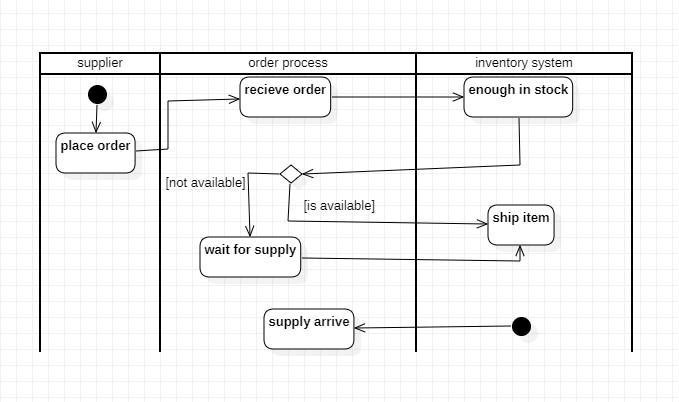 supplier
order process
inventory system
recieve order
enough in stock
place order
[not available]
[is available]
ship item
wait for supply
supply arrive